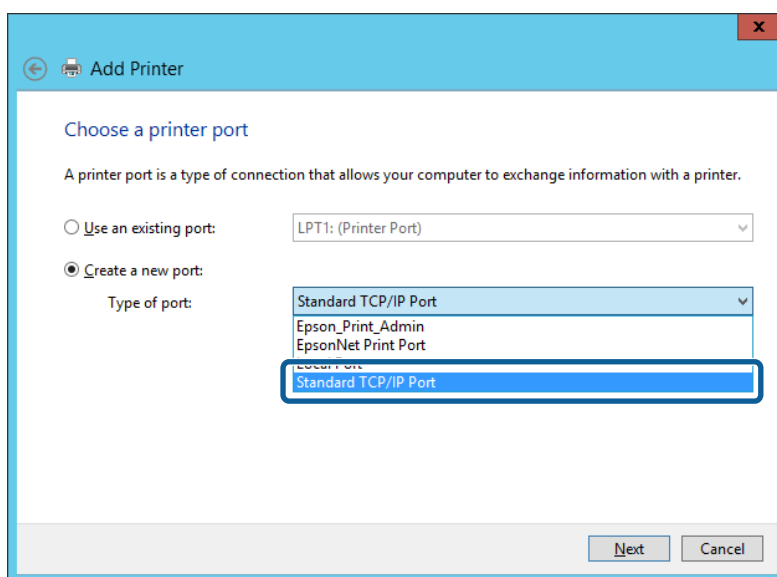 x
Add Printer
Choose a printer port
A printer port is a type of connection that allows your computer to exchange information with a printer.
Use an existing port: LPT1: (Printer Port)
Create a new port:
Type of port: Standard TCP/IP Port
Epson_Print_Admin
EpsonNet Print Port
Local Port
Standard TCP/IP Port
Next Cancel